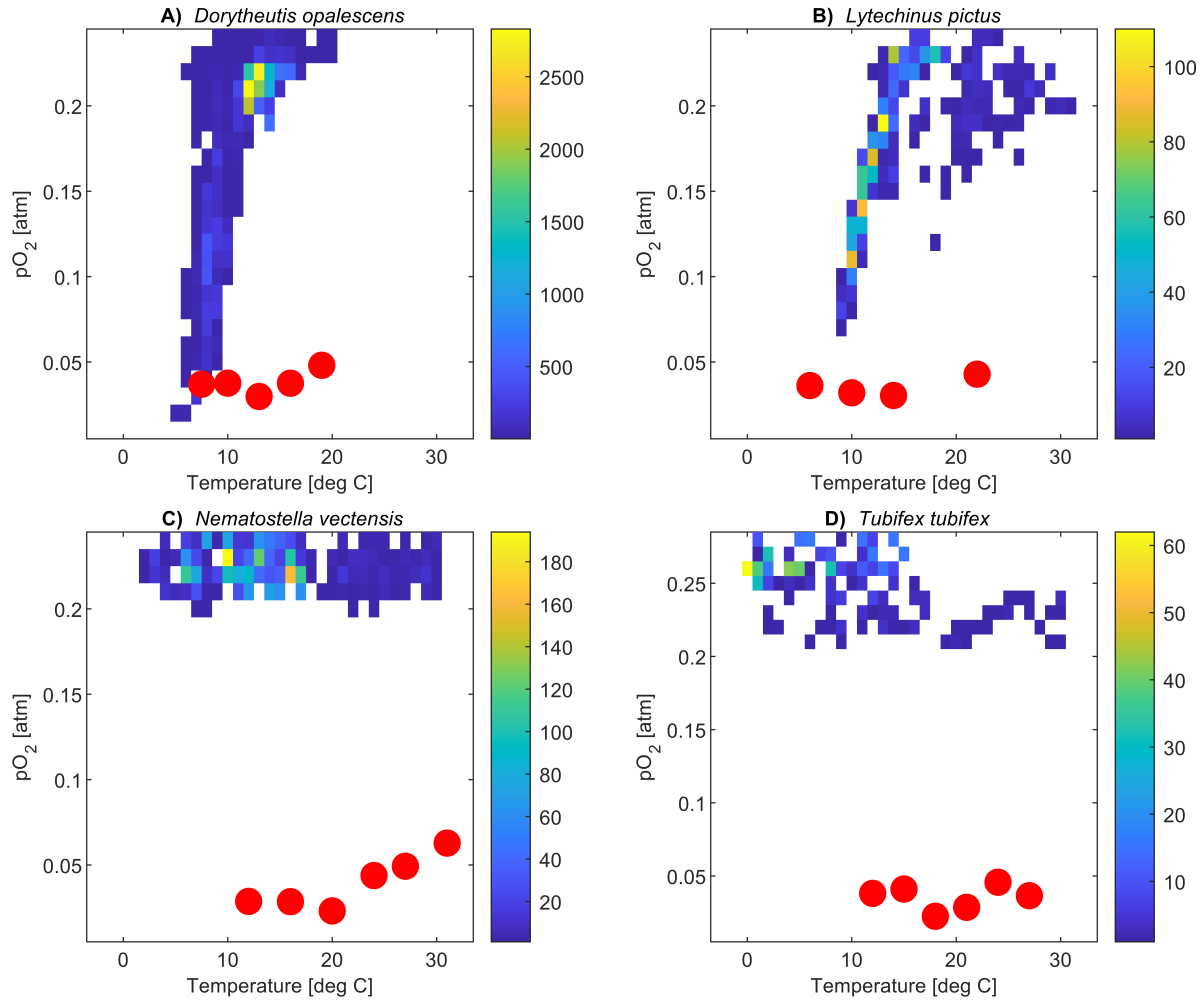 A) Dorytheutis opalescens
B) Lytechinus pictus
0.2
0.15
0.1
0.05
pO2 [atm]
0 10 20 30
Temperature [deg C]
2500
2000
1500
1000
500
0.2
0.15
0.1
0.05
pO2 [atm]
0 10 20 30
Temperature [deg C]
100
80
60
40
20
C) Nematostella vectensis
D) Tubifex tubifex
0.2
0.15
0.1
0.05
pO2 [atm]
0 10 20 30
Temperature [deg C]
180
160
140
120
100
80
60
40
20
0.25
0.2
0.15
0.1
0.05
pO2 [atm]
0 10 20 30
Temperature [deg C]
60
50
40
30
20
10